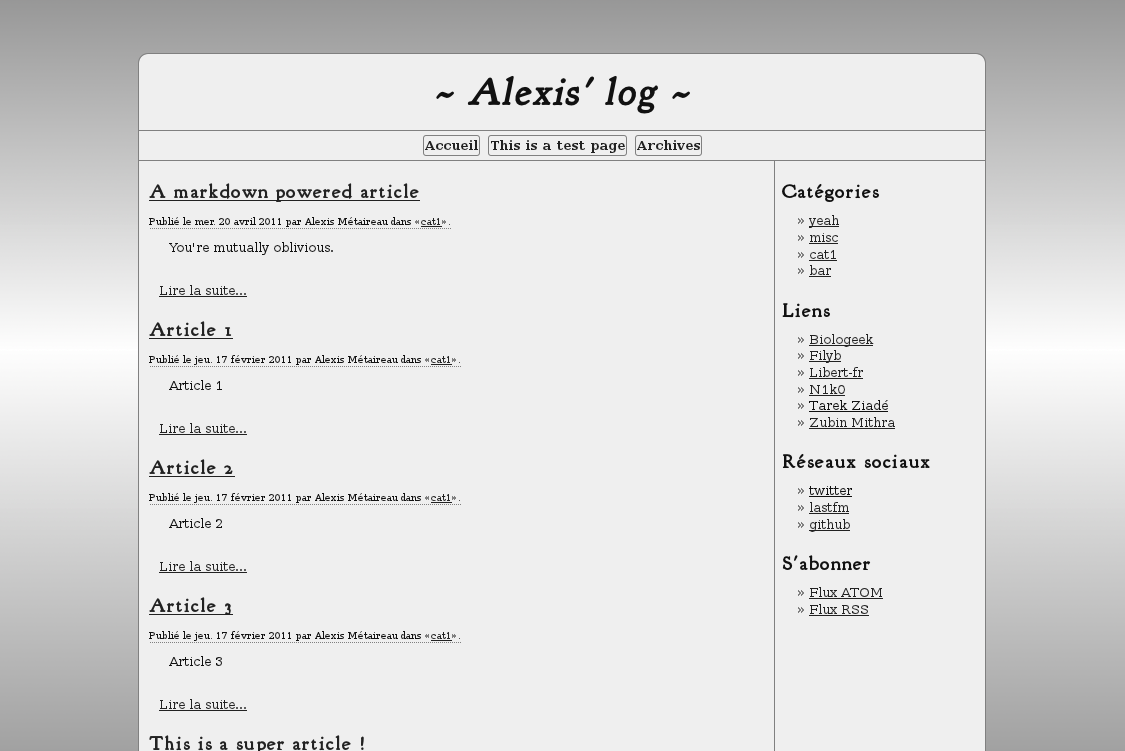 ~ Alexis' log ~
Accueil This is a test page Archives
A markdown powered article
Publié le mer. 20 avril 2011 par Alexis Métaireau dans «cat1».
You're mutually oblivious.
Lire la suite...
Article 1
Publié le jeu. 17 février 2011 par Alexis Métaireau dans «cat1».
Article 1
Lire la suite...
Article 2
Publié le jeu. 17 février 2011 par Alexis Métaireau dans «cat1».
Article 2
Lire la suite...
Article 3
Publié le jeu. 17 février 2011 par Alexis Métaireau dans «cat1».
Article 3
Lire la suite...
This is a super article !
Catégories
» yeah
» misc
» cat1
» bar
Liens
» Biologeek
» Filyb
» Libert-fr
» N1k0
» Tarek Ziadé
» Zubin Mithra
Réseaux sociaux
» twitter
» lastfm
» github
S'abonner
» Flux ATOM
» Flux RSS